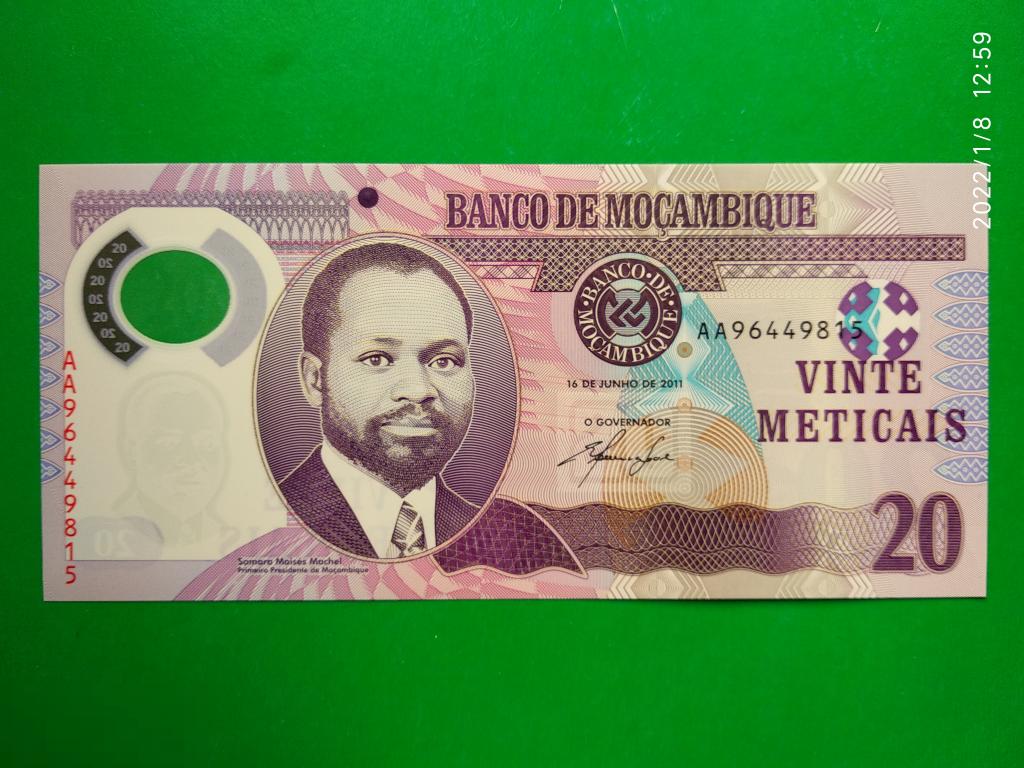 2022/1/8 12:59
BANCO DE MOÇAMBIQUE
20
20
20
20
20
20
20
BANCO·DE·MOÇAMBIQUE
AA96449815
16 DE JUNHO DE 2011
VINTE
METICAIS
O GOVERNADOR
AA96449815
20
20
Samora Moisés Machel
Primeiro Presidente de Moçambique